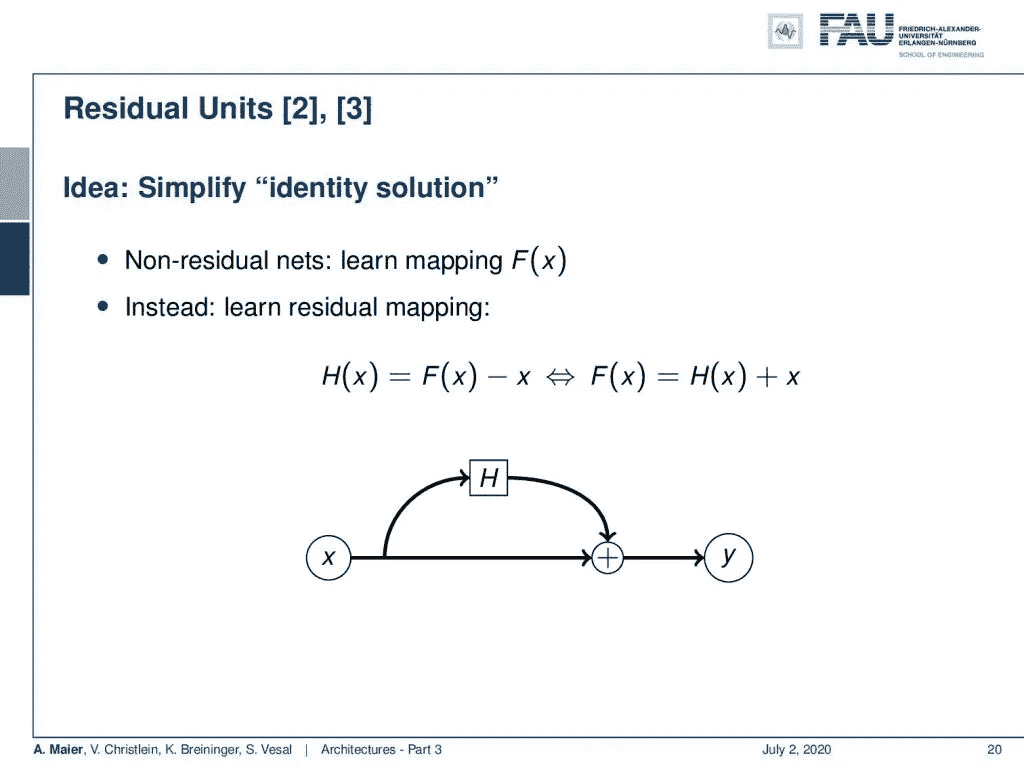 FAU
FRIEDRICH-ALEXANDER-
UNIVERSITÄT
ERLANGEN-NÜRNBERG
SCHOOL OF ENGINEERING
Residual Units [2], [3]
Idea: Simplify “identity solution”
• Non-residual nets: learn mapping F(x)
• Instead: learn residual mapping:
H(x) = F(x) − x ⇔ F(x) = H(x) + x
H
x + y
A. Maier, V. Christlein, K. Breininger, S. Vesal | Architectures - Part 3 July 2, 2020 20